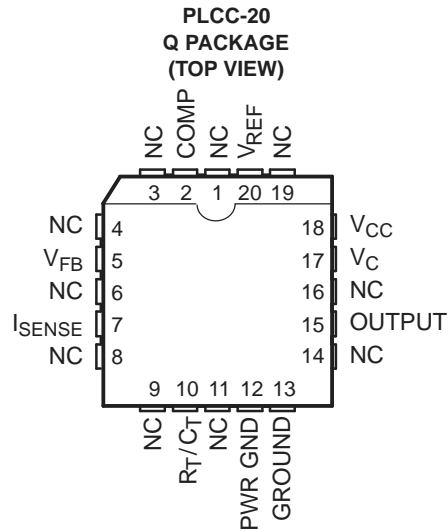 PLCC-20
Q PACKAGE
(TOP VIEW)
NC
COMP
NC
VREF
NC
3 2 1 20 19
NC 4
VFB 5
NC 6
ISENSE 7
NC 8
18 VCC
17 VC
16 NC
15 OUTPUT
14 NC
9 10 11 12 13
NC
RT/CT
NC
PWR GND
GROUND